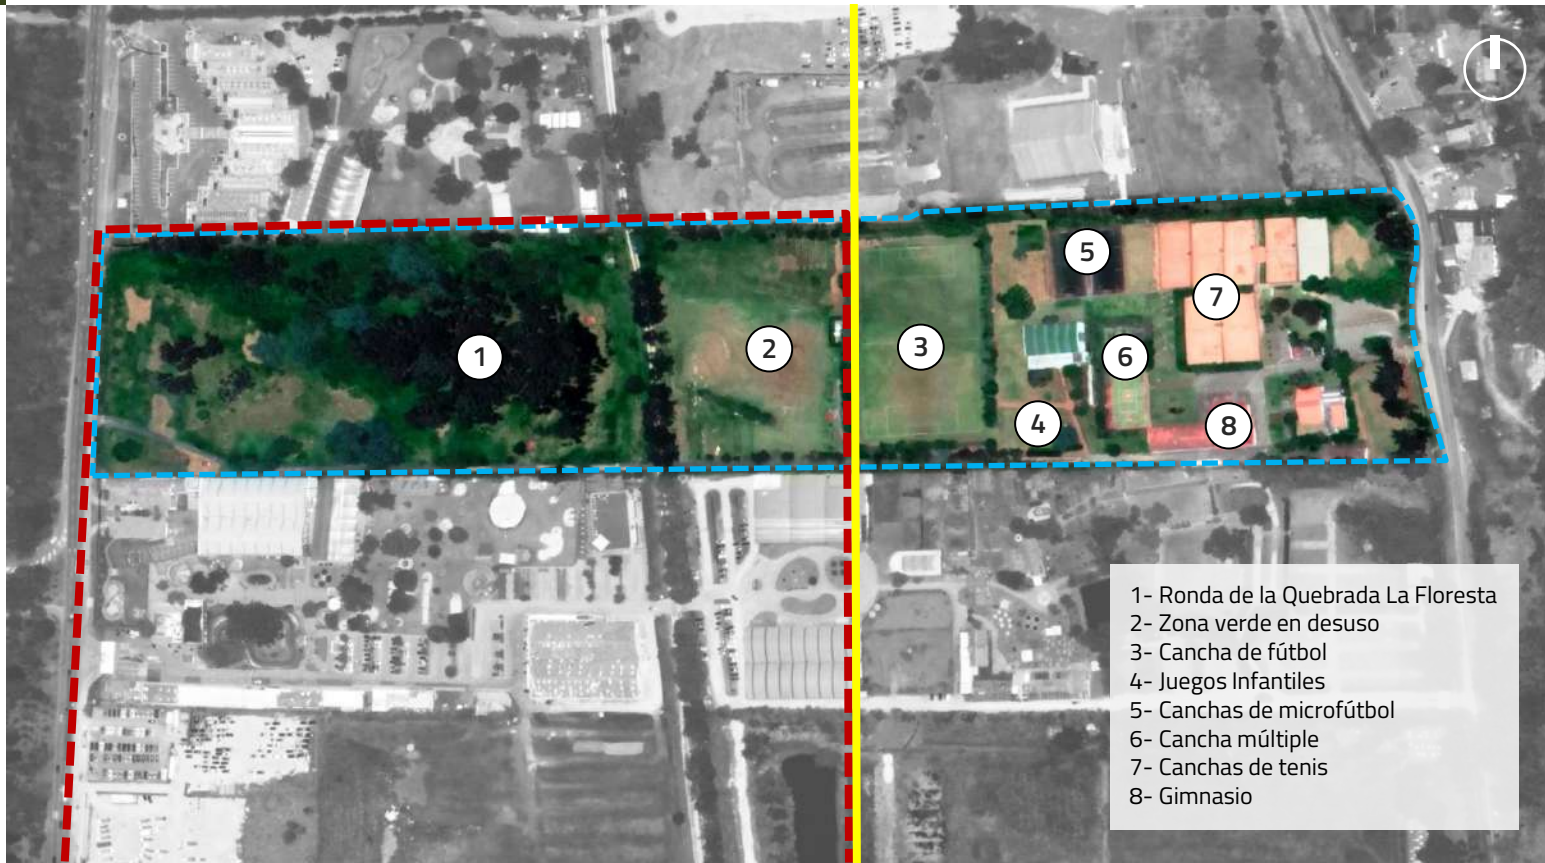 5
7
1
2
3
6
4
8
1- Ronda de la Quebrada La Floresta
2- Zona verde en desuso
3- Cancha de fútbol
4- Juegos Infantiles
5- Canchas de microfútbol
6- Cancha múltiple
7- Canchas de tenis
8- Gimnasio